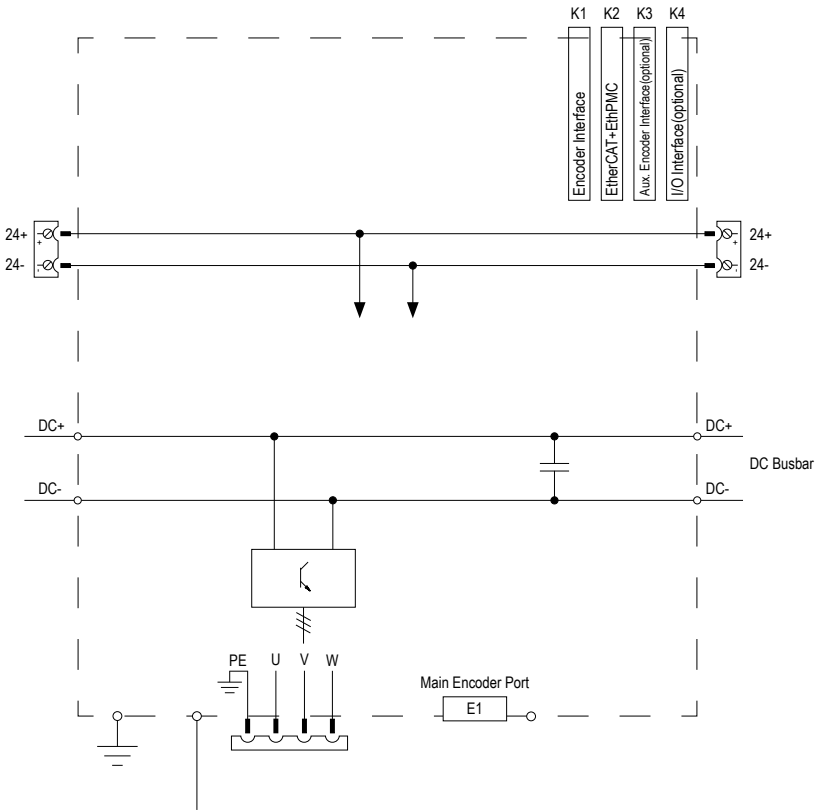 K1 K2 K3 K4
Encoder Interface
EtherCAT+EthPMC
Aux. Encoder Interface(optional)
I/O Interface(optional)
24+ + + 24+
24- - - 24-
DC+ DC+
DC Busbar
DC- DC-
PE U V W
Main Encoder Port
E1